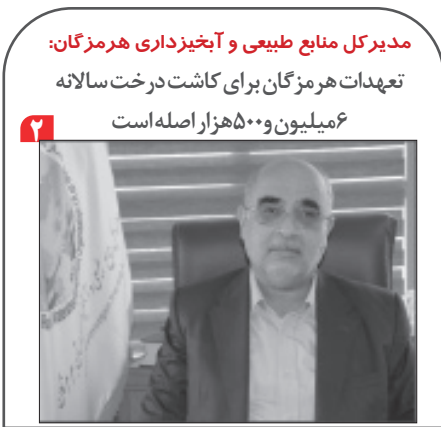 مدیرکل منابع طبیعی و آبخیزداری هرمزگان:
تعهدات هرمزگان برای کاشت درخت سالانه
۶میلیون‌و۵۰۰هزار اصله است
۲